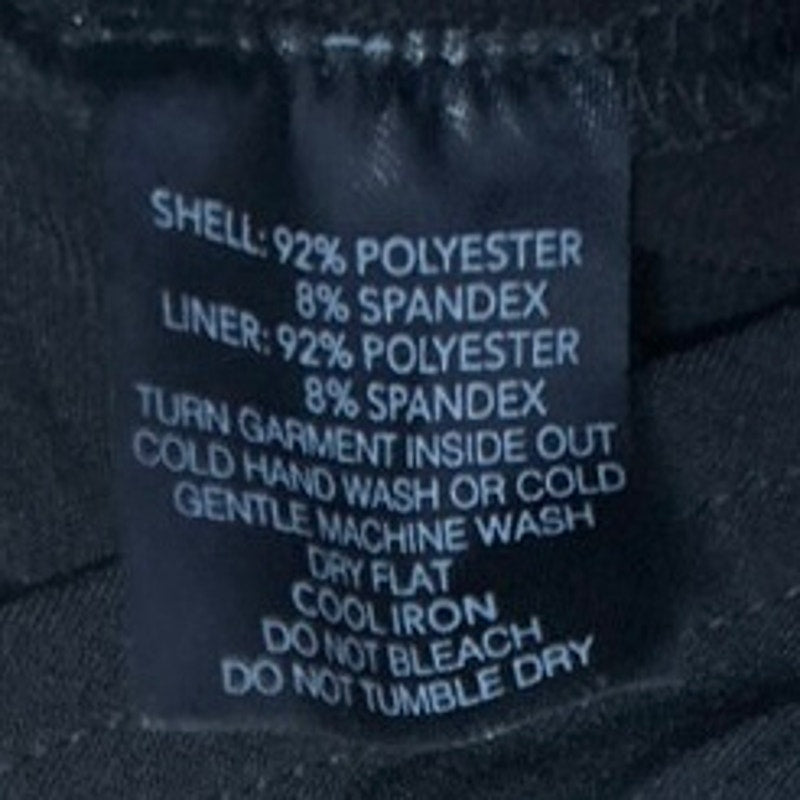 SHELL: 92% POLYESTER
8% SPANDEX
LINER: 92% POLYESTER
8% SPANDEX
TURN GARMENT INSIDE OUT
COLD HAND WASH OR COLD
GENTLE MACHINE WASH
DRY FLAT
COOL IRON
DO NOT BLEACH
DO NOT TUMBLE DRY